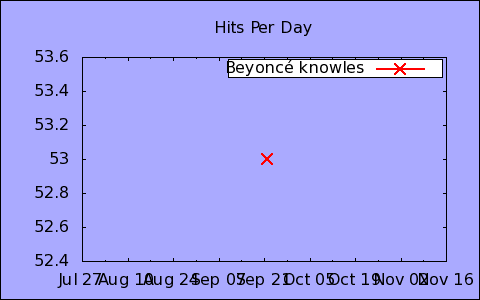 Hits Per Day
53.6
Beyoncé knowles
53.4
53.2
53
52.8
52.6
52.4
Jul 27 Aug 10 Aug 24 Sep 07 Sep 21 Oct 05 Oct 19 Nov 02 Nov 16